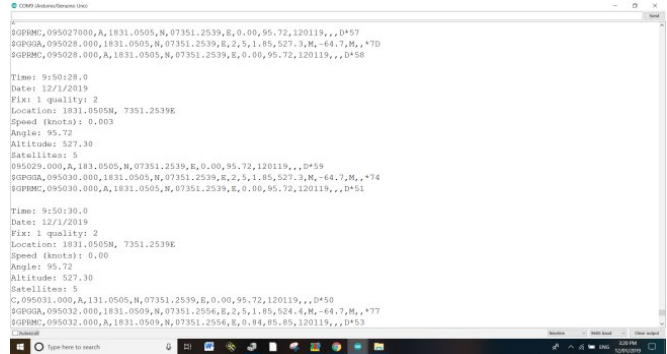 COM9 (Arduino/Genuino Uno)
Send
$GPRMC,095027000,A,1831.0505,N,07351.2539,E,0.00,95.72,120119,,,D*57
$GPGGA,095028.000,1831.0505,N,07351.2539,E,2,5,1.85,527.3,M,-64.7,M,,*7D
$GPRMC,095028.000,A,1831.0505,N,07351.2539,E,0.00,95.72,120119,,,D*58
Time: 9:50:28.0
Date: 12/1/2019
Fix: 1 quality: 2
Location: 1831.0505N, 7351.2539E
Speed (knots): 0.003
Angle: 95.72
Altitude: 527.30
Satellites: 5
095029.000,A,183.0505,N,07351.2539,E,0.00,95.72,120119,,,D*59
$GPGGA,095030.000,1831.0505,N,07351.2539,E,2,5,1.85,527.3,M,-64.7,M,,*74
$GPRMC,095030.000,A,1831.0505,N,07351.2539,E,0.00,95.72,120119,,,D*51
Time: 9:50:30.0
Date: 12/1/2019
Fix: 1 quality: 2
Location: 1831.0505N, 7351.2539E
Speed (knots): 0.00
Angle: 95.72
Altitude: 527.30
Satellites: 5
C,095031.000,A,131.0505,N,07351.2539,E,0.00,95.72,120119,,,D*50
$GPGGA,095032.000,1831.0509,N,07351.2556,E,2,5,1.85,524.4,M,-64.7,M,,*77
$GPRMC,095032.000,A,1831.0509,N,07351.2556,E,0.84,85.85,120119,,,D*53
Autoscroll
Newline
9600 baud
Clear output
Type here to search
ENG
3:20 PM
12/01/2019